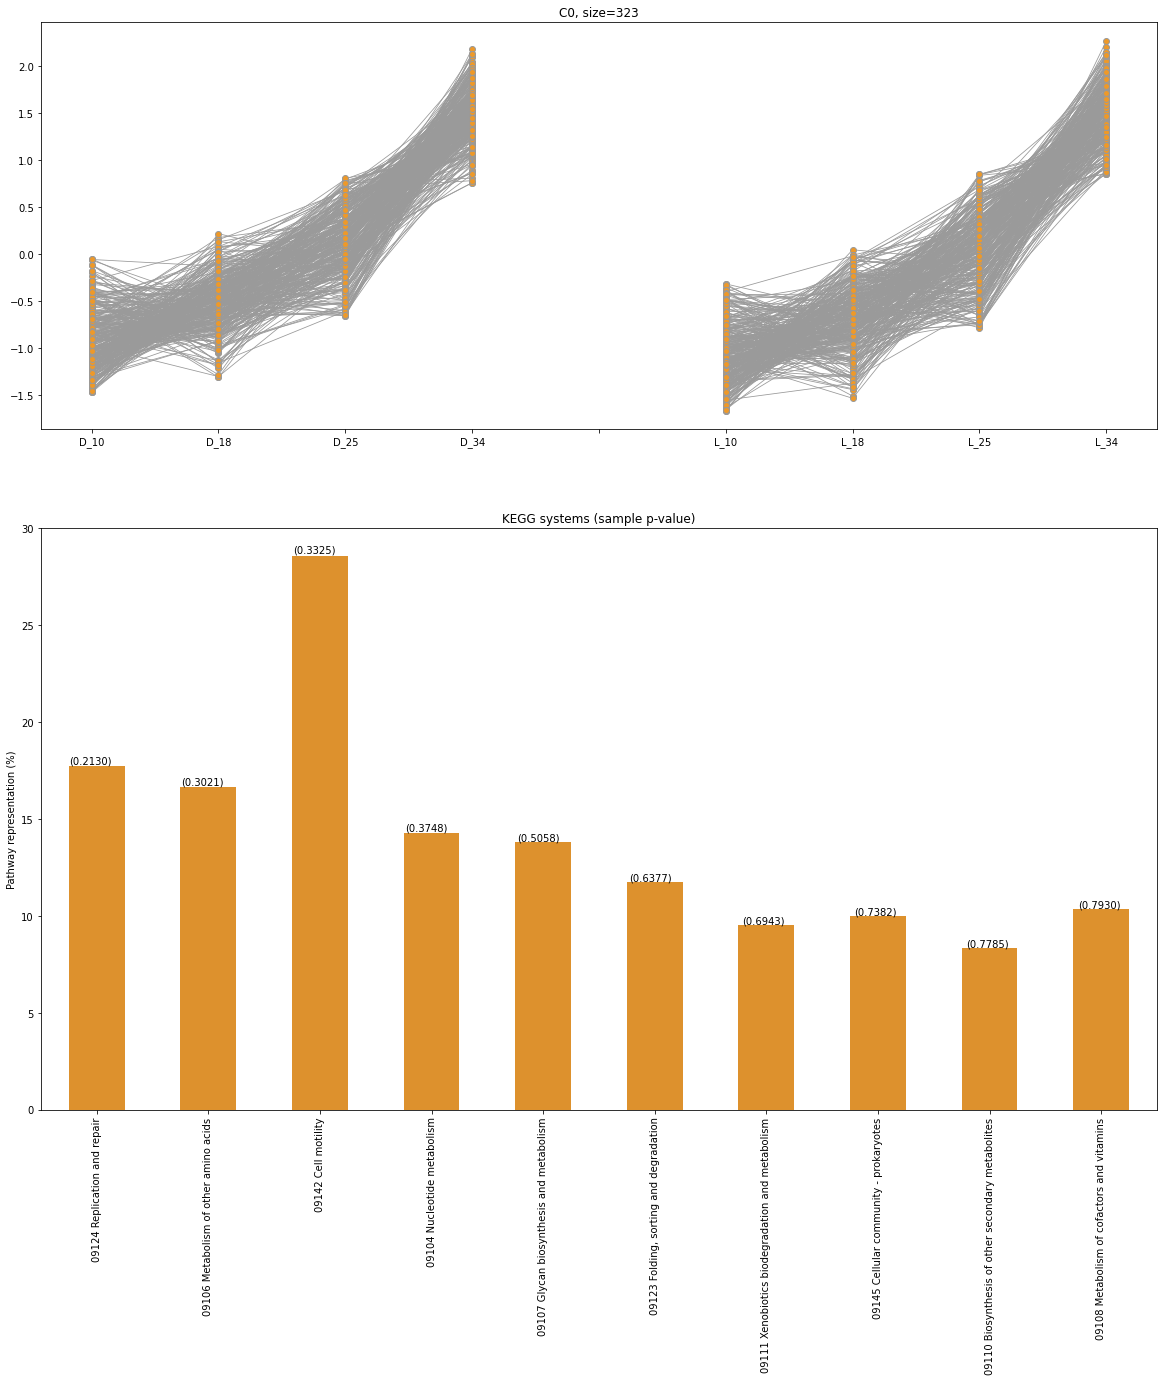 C0, size=323
2.0
1.5
1.0
0.5
0.0
−0.5
−1.0
−1.5
D_10 D_18 D_25 D_34 L_10 L_18 L_25 L_34
KEGG systems (sample p-value)
Pathway representation (%)
30
25
20
15
10
5
0
(0.2130)
(0.3021)
(0.3325)
(0.3748)
(0.5058)
(0.6377)
(0.6943)
(0.7382)
(0.7785)
(0.7930)
09124 Replication and repair
09106 Metabolism of other amino acids
09142 Cell motility
09104 Nucleotide metabolism
09107 Glycan biosynthesis and metabolism
09123 Folding, sorting and degradation
09111 Xenobiotics biodegradation and metabolism
09145 Cellular community - prokaryotes
09110 Biosynthesis of other secondary metabolites
09108 Metabolism of cofactors and vitamins